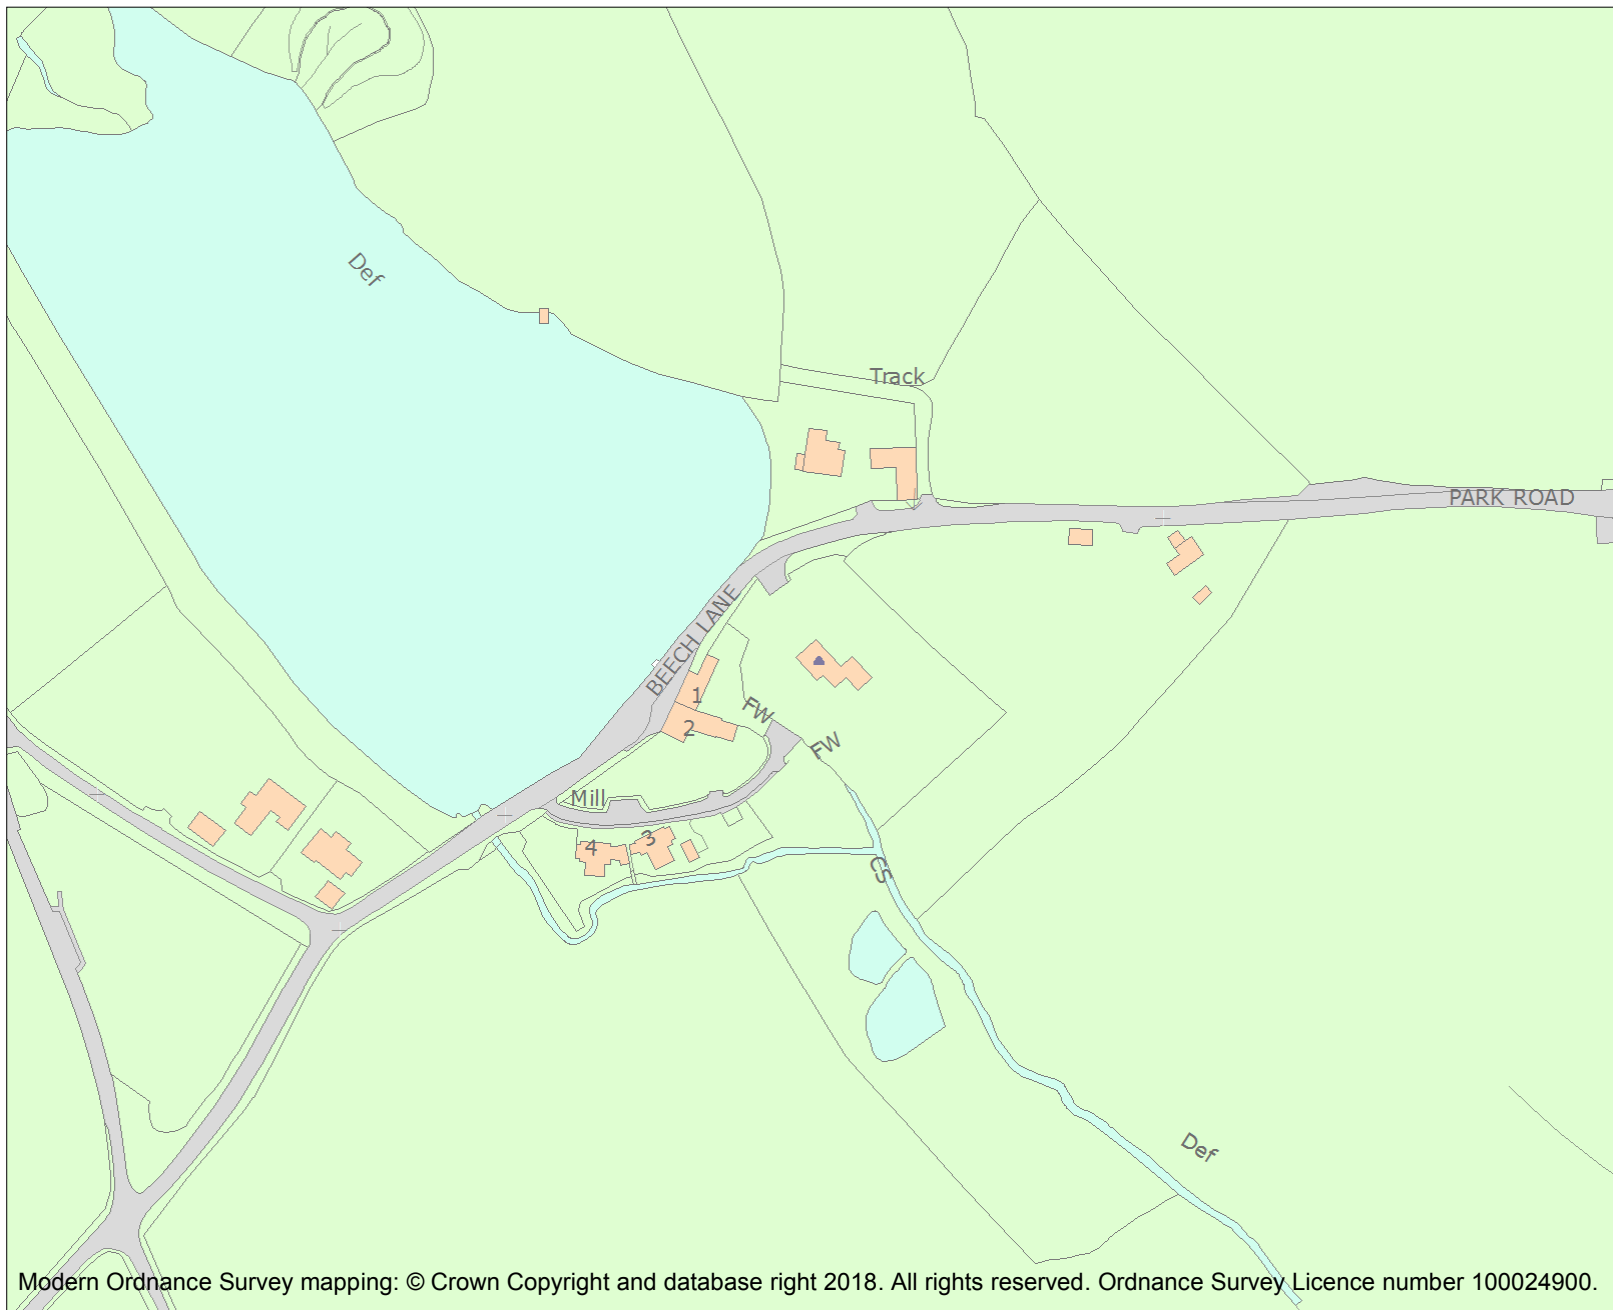 Def
Track
PARK ROAD
BEECH LANE
1
2
FW
FW
Mill
4
3
CS
Def
Modern Ordnance Survey mapping: © Crown Copyright and database right 2018. All rights reserved. Ordnance Survey Licence number 100024900.